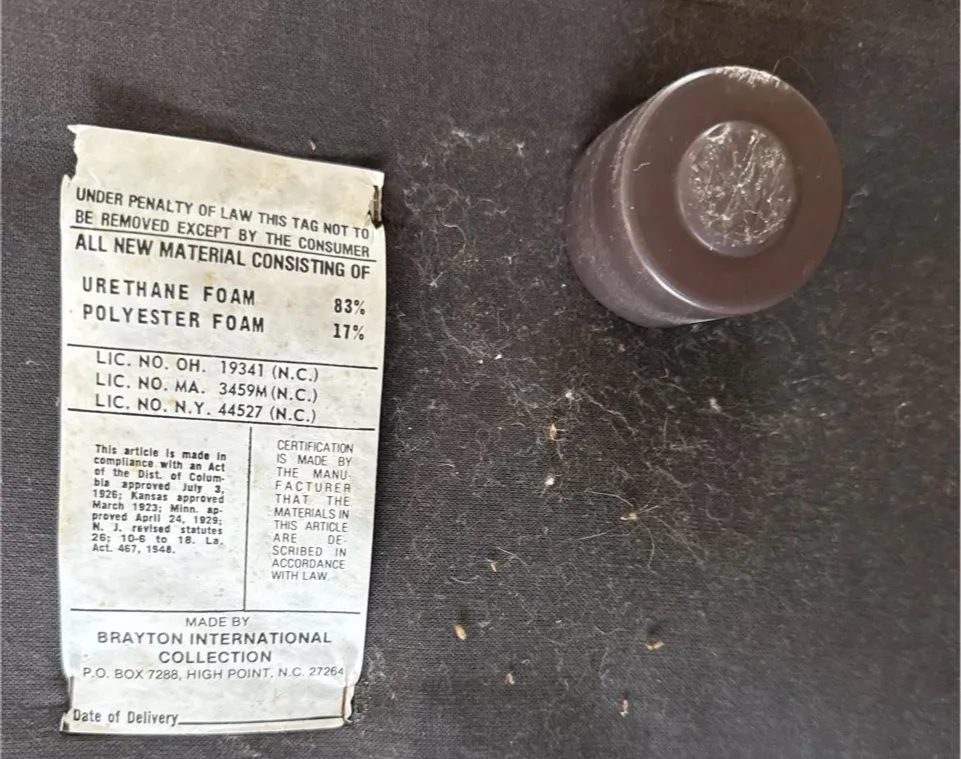 UNDER PENALTY OF LAW THIS TAG NOT TO
BE REMOVED EXCEPT BY THE CONSUMER
ALL NEW MATERIAL CONSISTING OF
URETHANE FOAM 83%
POLYESTER FOAM 17%
LIC. NO. OH. 19341 (N.C.)
LIC. NO. MA. 3459M (N.C.)
LIC. NO. N.Y. 44527 (N.C.)
This article is made in
compliance with an Act
of the Dist. of Colum-
bia approved July 3,
1926; Kansas approved
March 1923; Minn. ap-
proved April 24, 1929;
N. J. revised statutes
26; 10-6 to 18. La.
Act. 467, 1948.
CERTIFICATION
IS MADE BY
THE MANU-
FACTURER
THAT THE
MATERIALS IN
THIS ARTICLE
ARE DE-
SCRIBED IN
ACCORDANCE
WITH LAW
MADE BY
BRAYTON INTERNATIONAL
COLLECTION
P.O. BOX 7288, HIGH POINT, N.C. 27264
Date of Delivery